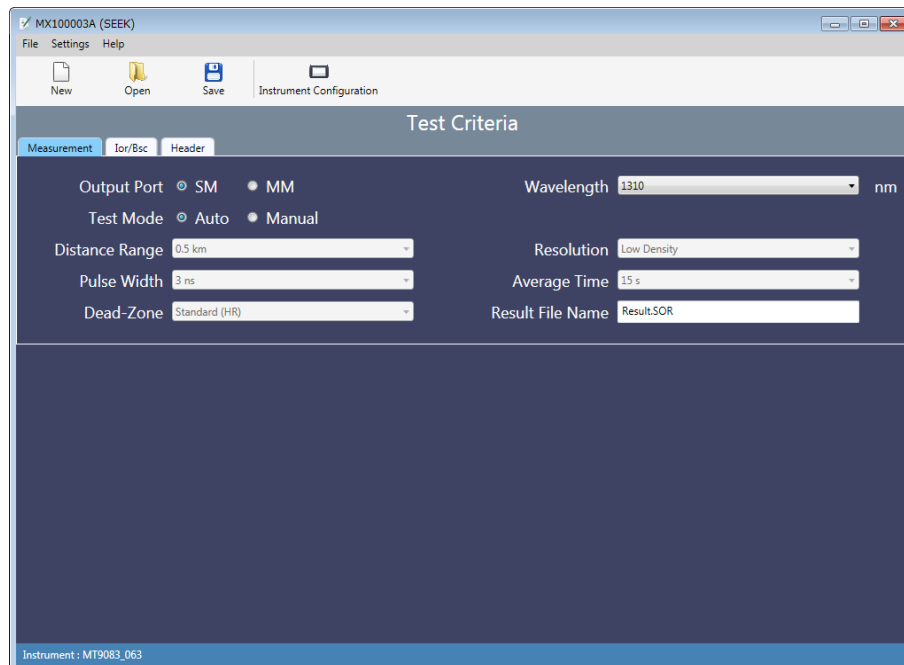 MX100003A (SEEK)
File Settings Help
New Open Save Instrument Configuration
Test Criteria
Measurement Ior/Bsc Header
Output Port SM MM Wavelength 1310 nm
Test Mode Auto Manual
Distance Range 0.5 km Resolution Low Density
Pulse Width 3 ns Average Time 15 s
Dead-Zone Standard (HR) Result File Name Result.SOR
Instrument : MT9083_063